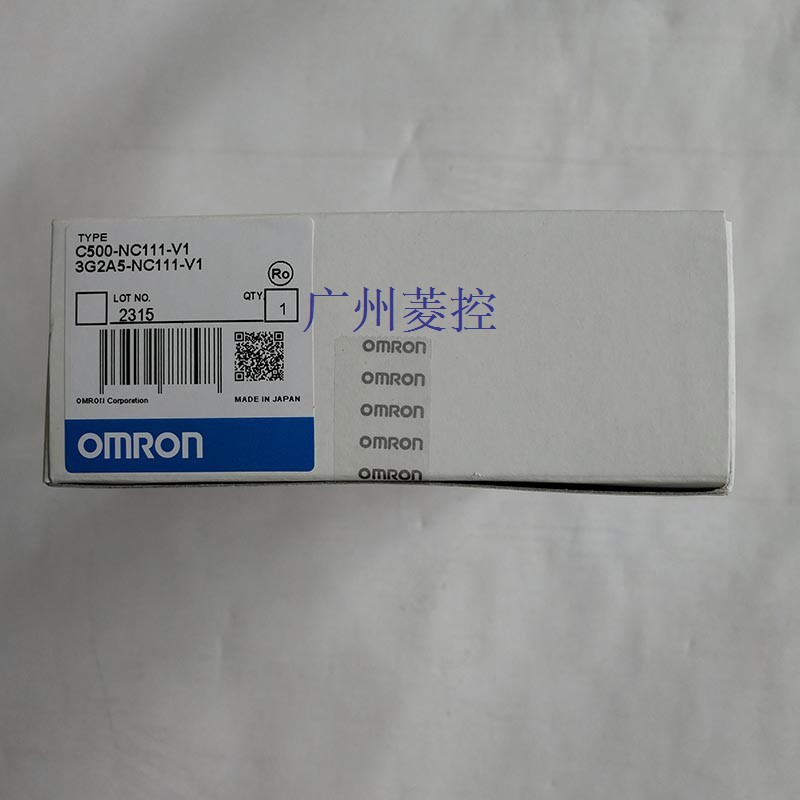 TYPE
C500-NC111-V1
3G2A5-NC111-V1
Ro
LOT NO.
2315
QTY.
1
OMRON Corporation
MADE IN JAPAN
OMRON
广州菱控
OMRON
OMRON
OMRON
OMRON
OMRON